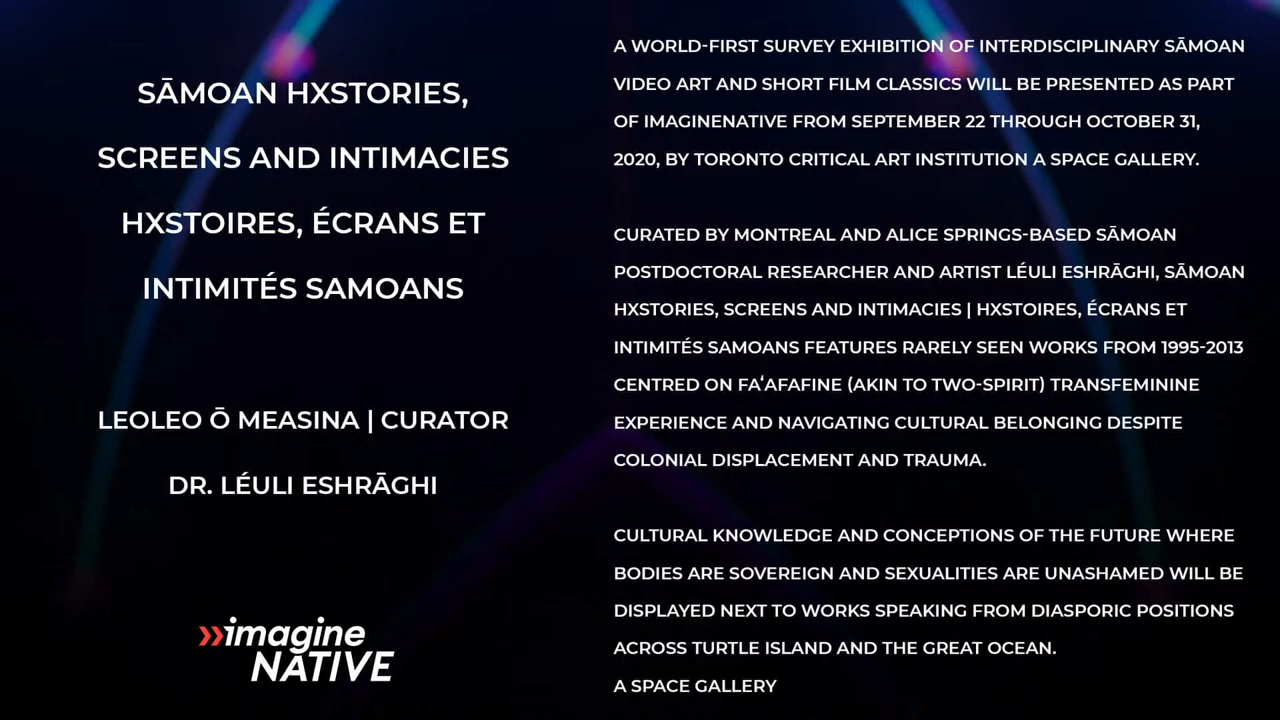 SĀMOAN HXSTORIES,
SCREENS AND INTIMACIES
HXSTOIRES, ÉCRANS ET
INTIMITÉS SAMOANS
LEOLEO Ō MEASINA | CURATOR
DR. LÉULI ESHRĀGHI
»imagine
NATIVE
A WORLD-FIRST SURVEY EXHIBITION OF INTERDISCIPLINARY SĀMOAN
VIDEO ART AND SHORT FILM CLASSICS WILL BE PRESENTED AS PART
OF IMAGINENATIVE FROM SEPTEMBER 22 THROUGH OCTOBER 31,
2020, BY TORONTO CRITICAL ART INSTITUTION A SPACE GALLERY.
CURATED BY MONTREAL AND ALICE SPRINGS-BASED SĀMOAN
POSTDOCTORAL RESEARCHER AND ARTIST LÉULI ESHRĀGHI, SĀMOAN
HXSTORIES, SCREENS AND INTIMACIES | HXSTOIRES, ÉCRANS ET
INTIMITÉS SAMOANS FEATURES RARELY SEEN WORKS FROM 1995-2013
CENTRED ON FAʻAFAFINE (AKIN TO TWO-SPIRIT) TRANSFEMININE
EXPERIENCE AND NAVIGATING CULTURAL BELONGING DESPITE
COLONIAL DISPLACEMENT AND TRAUMA.
CULTURAL KNOWLEDGE AND CONCEPTIONS OF THE FUTURE WHERE
BODIES ARE SOVEREIGN AND SEXUALITIES ARE UNASHAMED WILL BE
DISPLAYED NEXT TO WORKS SPEAKING FROM DIASPORIC POSITIONS
ACROSS TURTLE ISLAND AND THE GREAT OCEAN.
A SPACE GALLERY